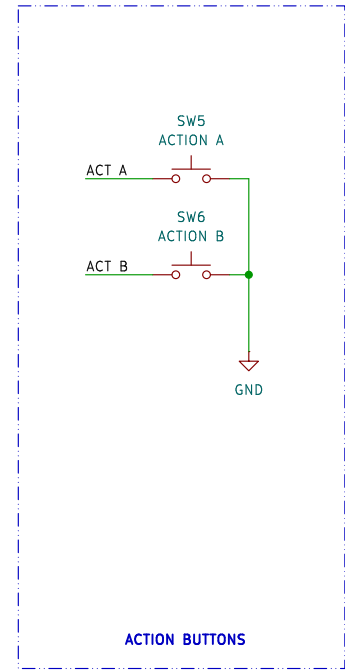 SW5
ACTION A
ACT A
SW6
ACTION B
ACT B
GND
ACTION BUTTONS